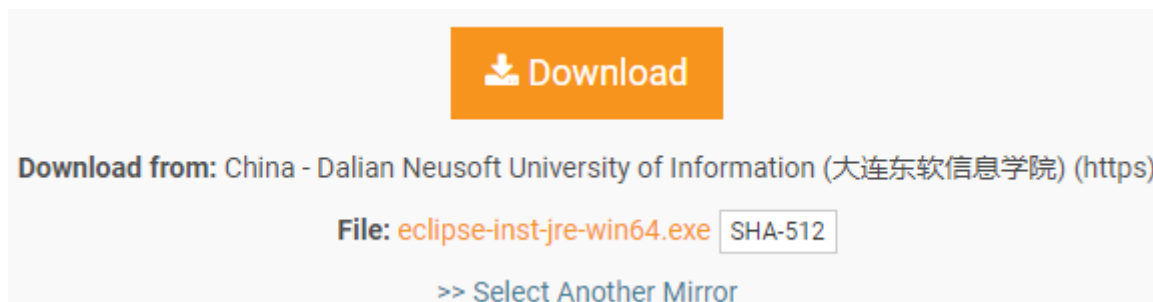 Download
Download from: China - Dalian Neusoft University of Information (大连东软信息学院) (https)
File: eclipse-inst-jre-win64.exe SHA-512
>> Select Another Mirror